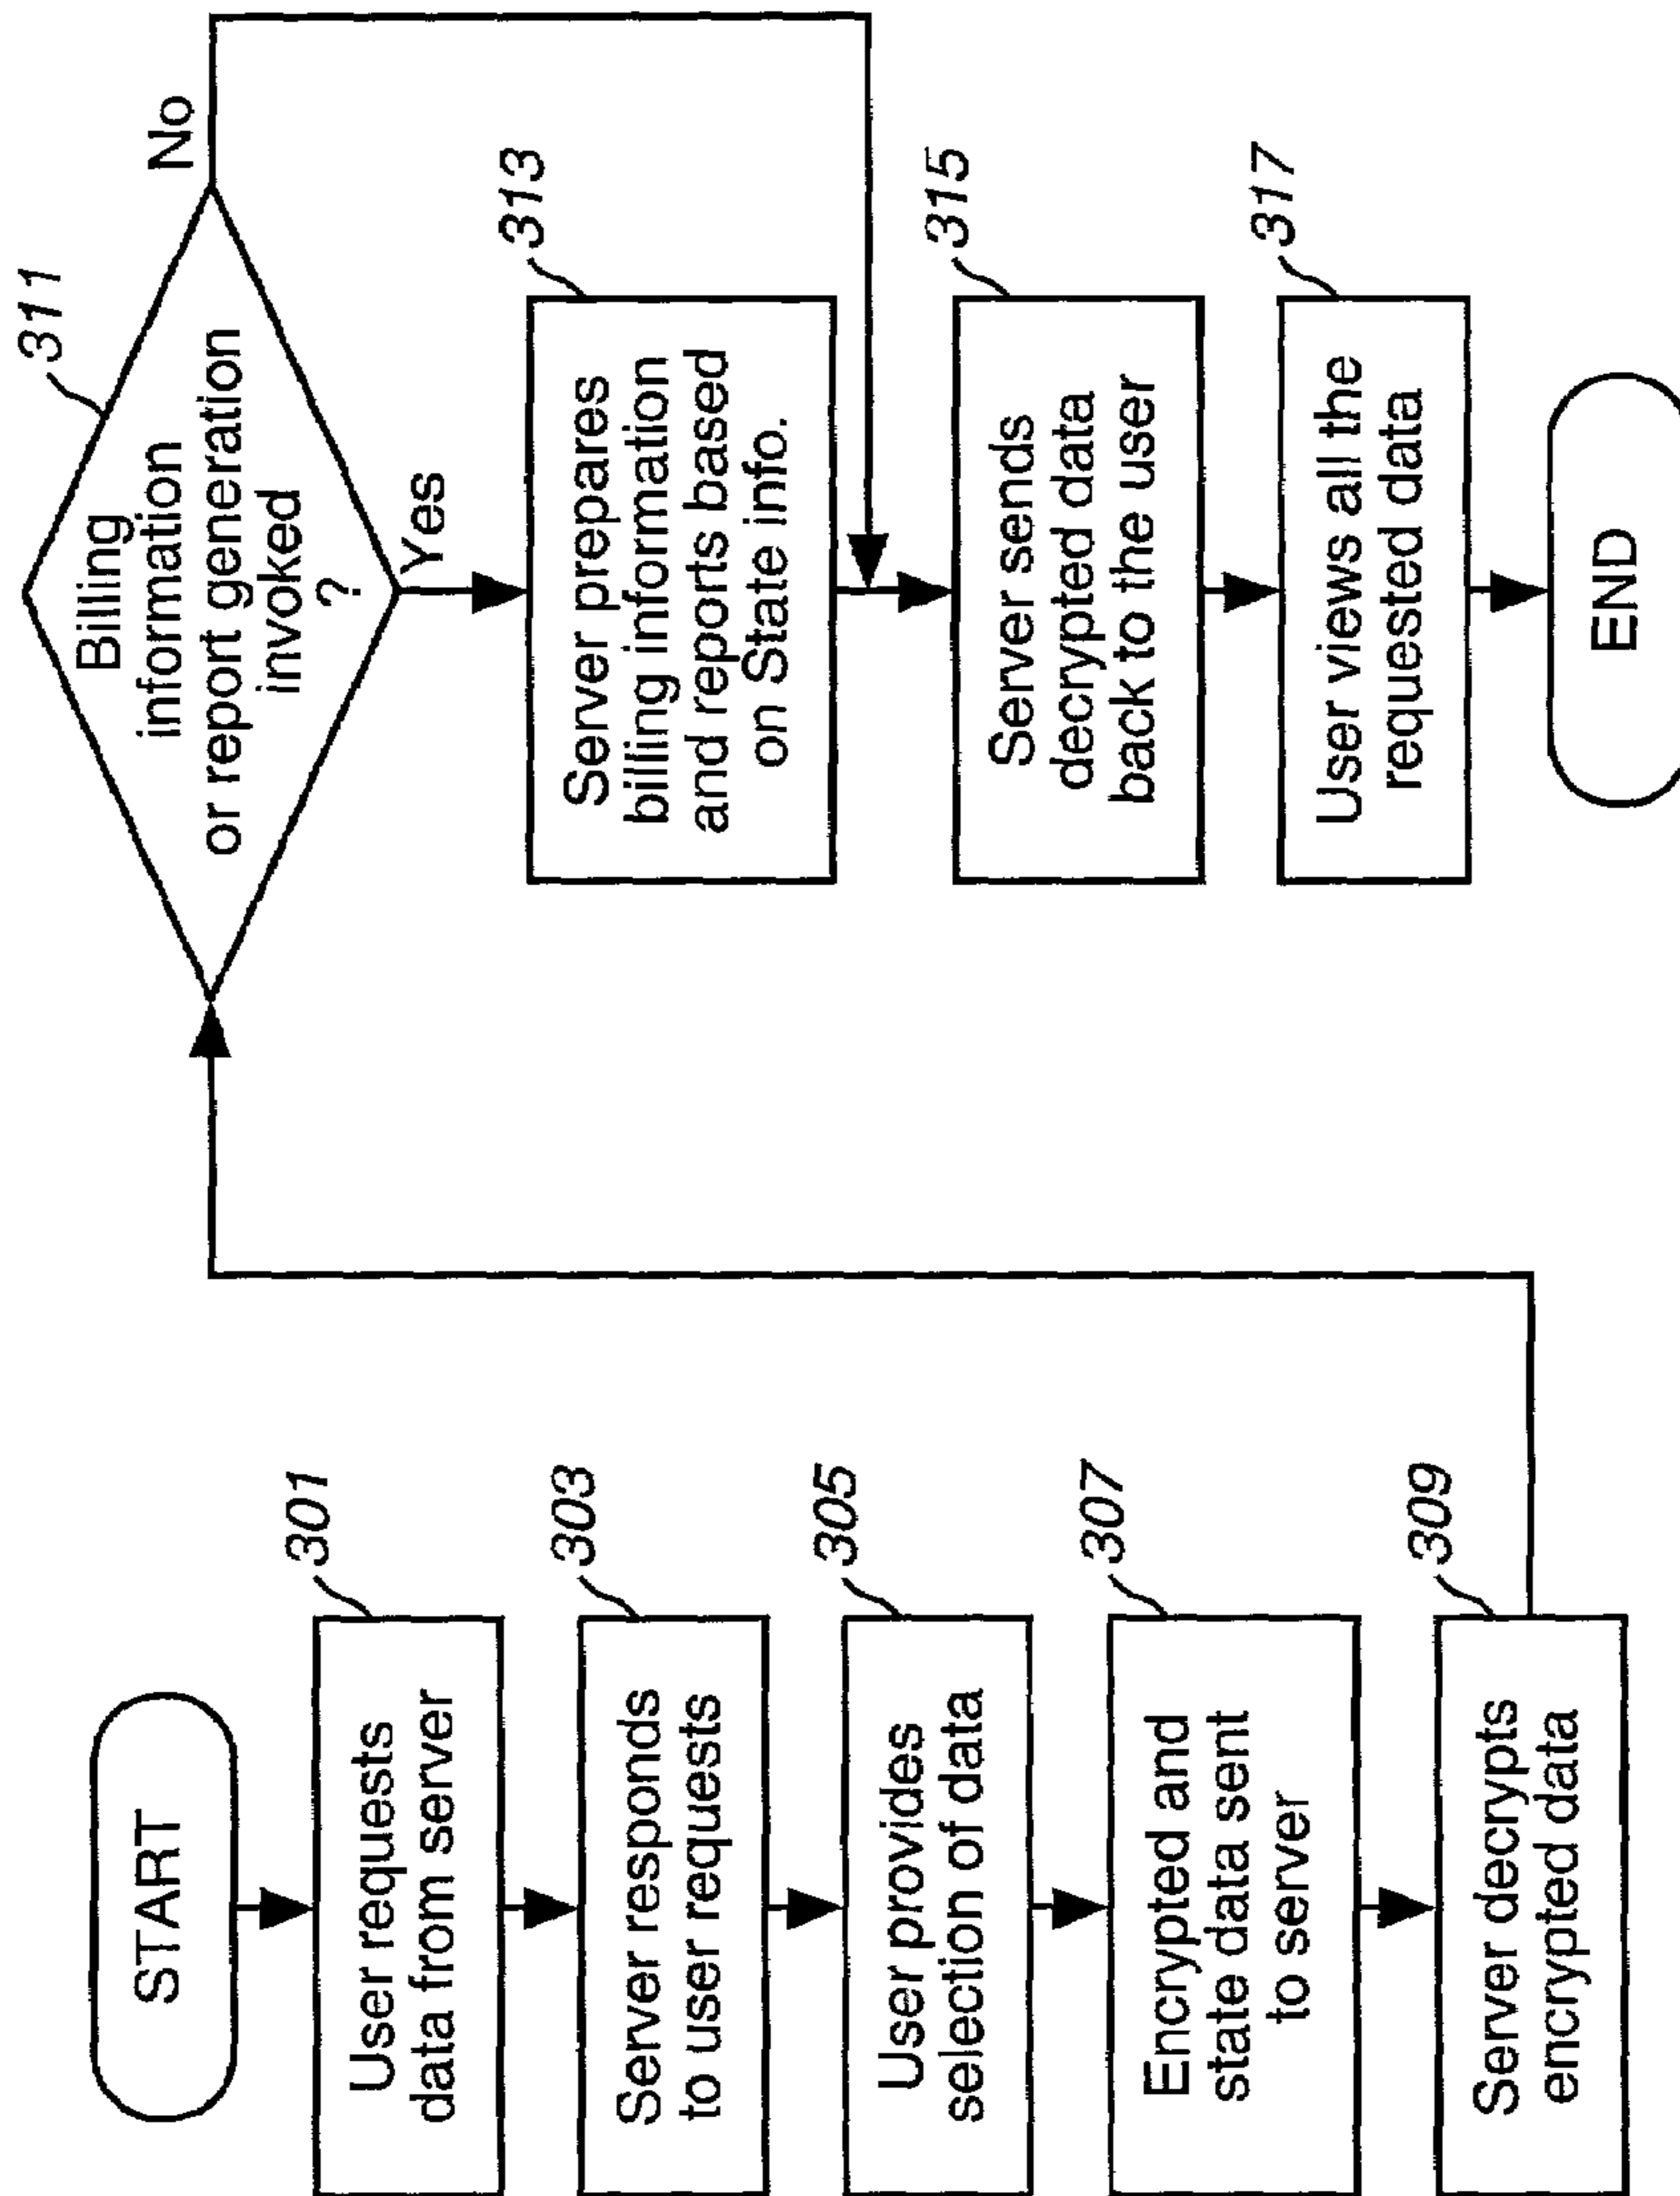 START
301
User requests
data from server
303
Server responds
to user requests
305
User provides
selection of data
307
Encrypted and
state data sent
to server
309
Server decrypts
encrypted data
311
Billing
information
or report generation
invoked
?
No
Yes
313
Server prepares
billing information
and reports based
on State info.
315
Server sends
decrypted data
back to the user
317
User views all the
requested data
END